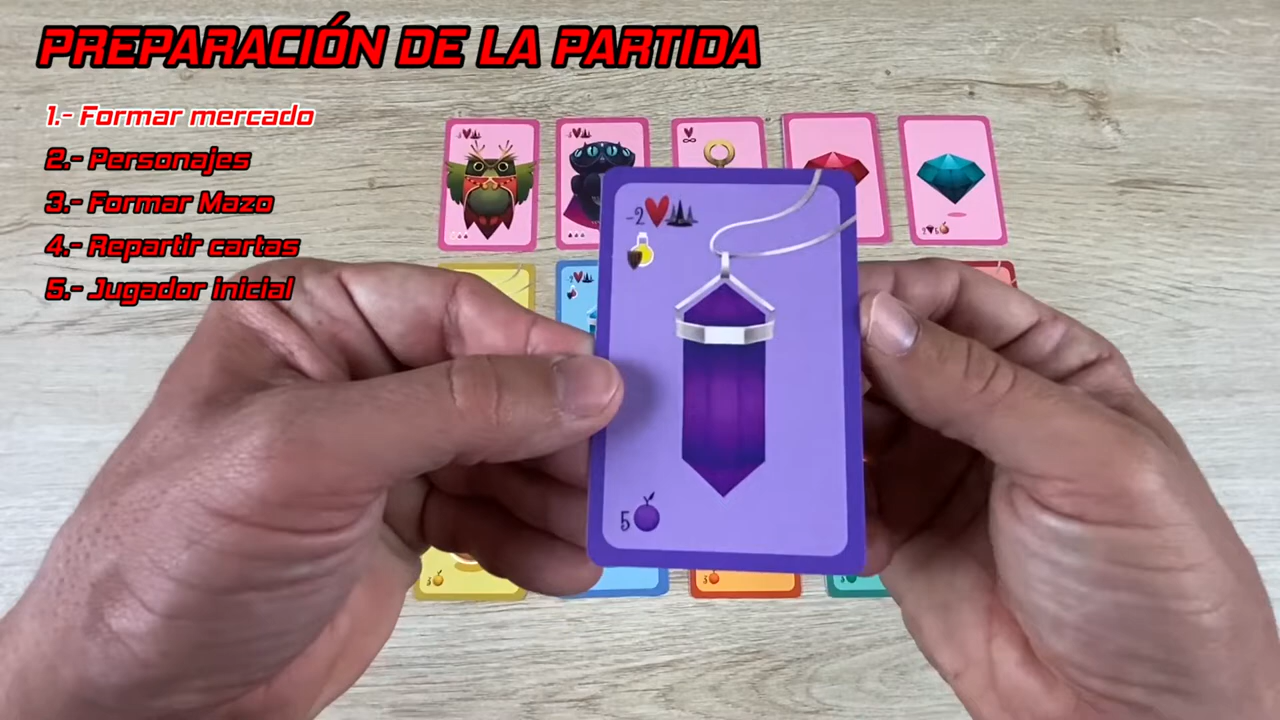 PREPARACIÓN DE LA PARTIDA
1.- Formar mercado
2.- Personajes
3.- Formar Mazo
4.- Repartir cartas
5.- Jugador inicial
-2
5